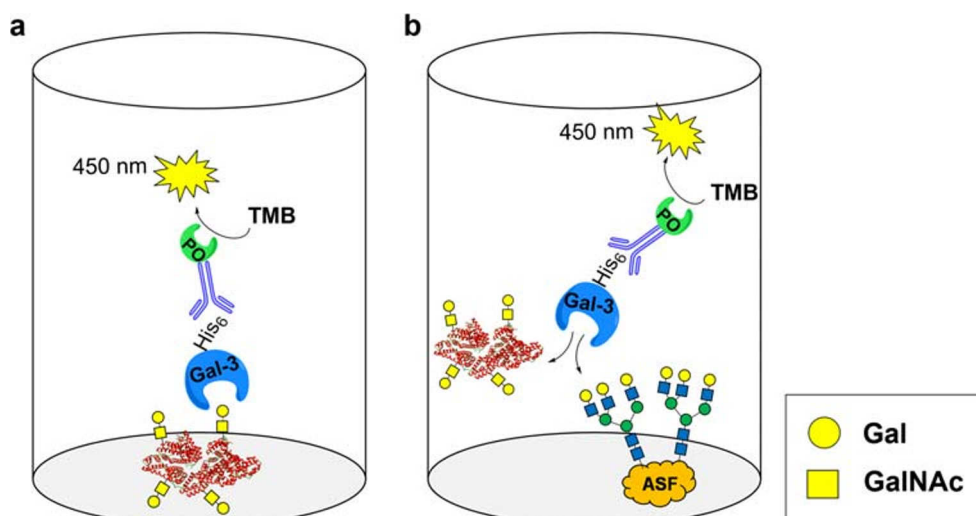 a
450 nm
TMB
PO
His6
Gal-3
b
450 nm
TMB
PO
His6
Gal-3
ASF
Gal
GalNAc